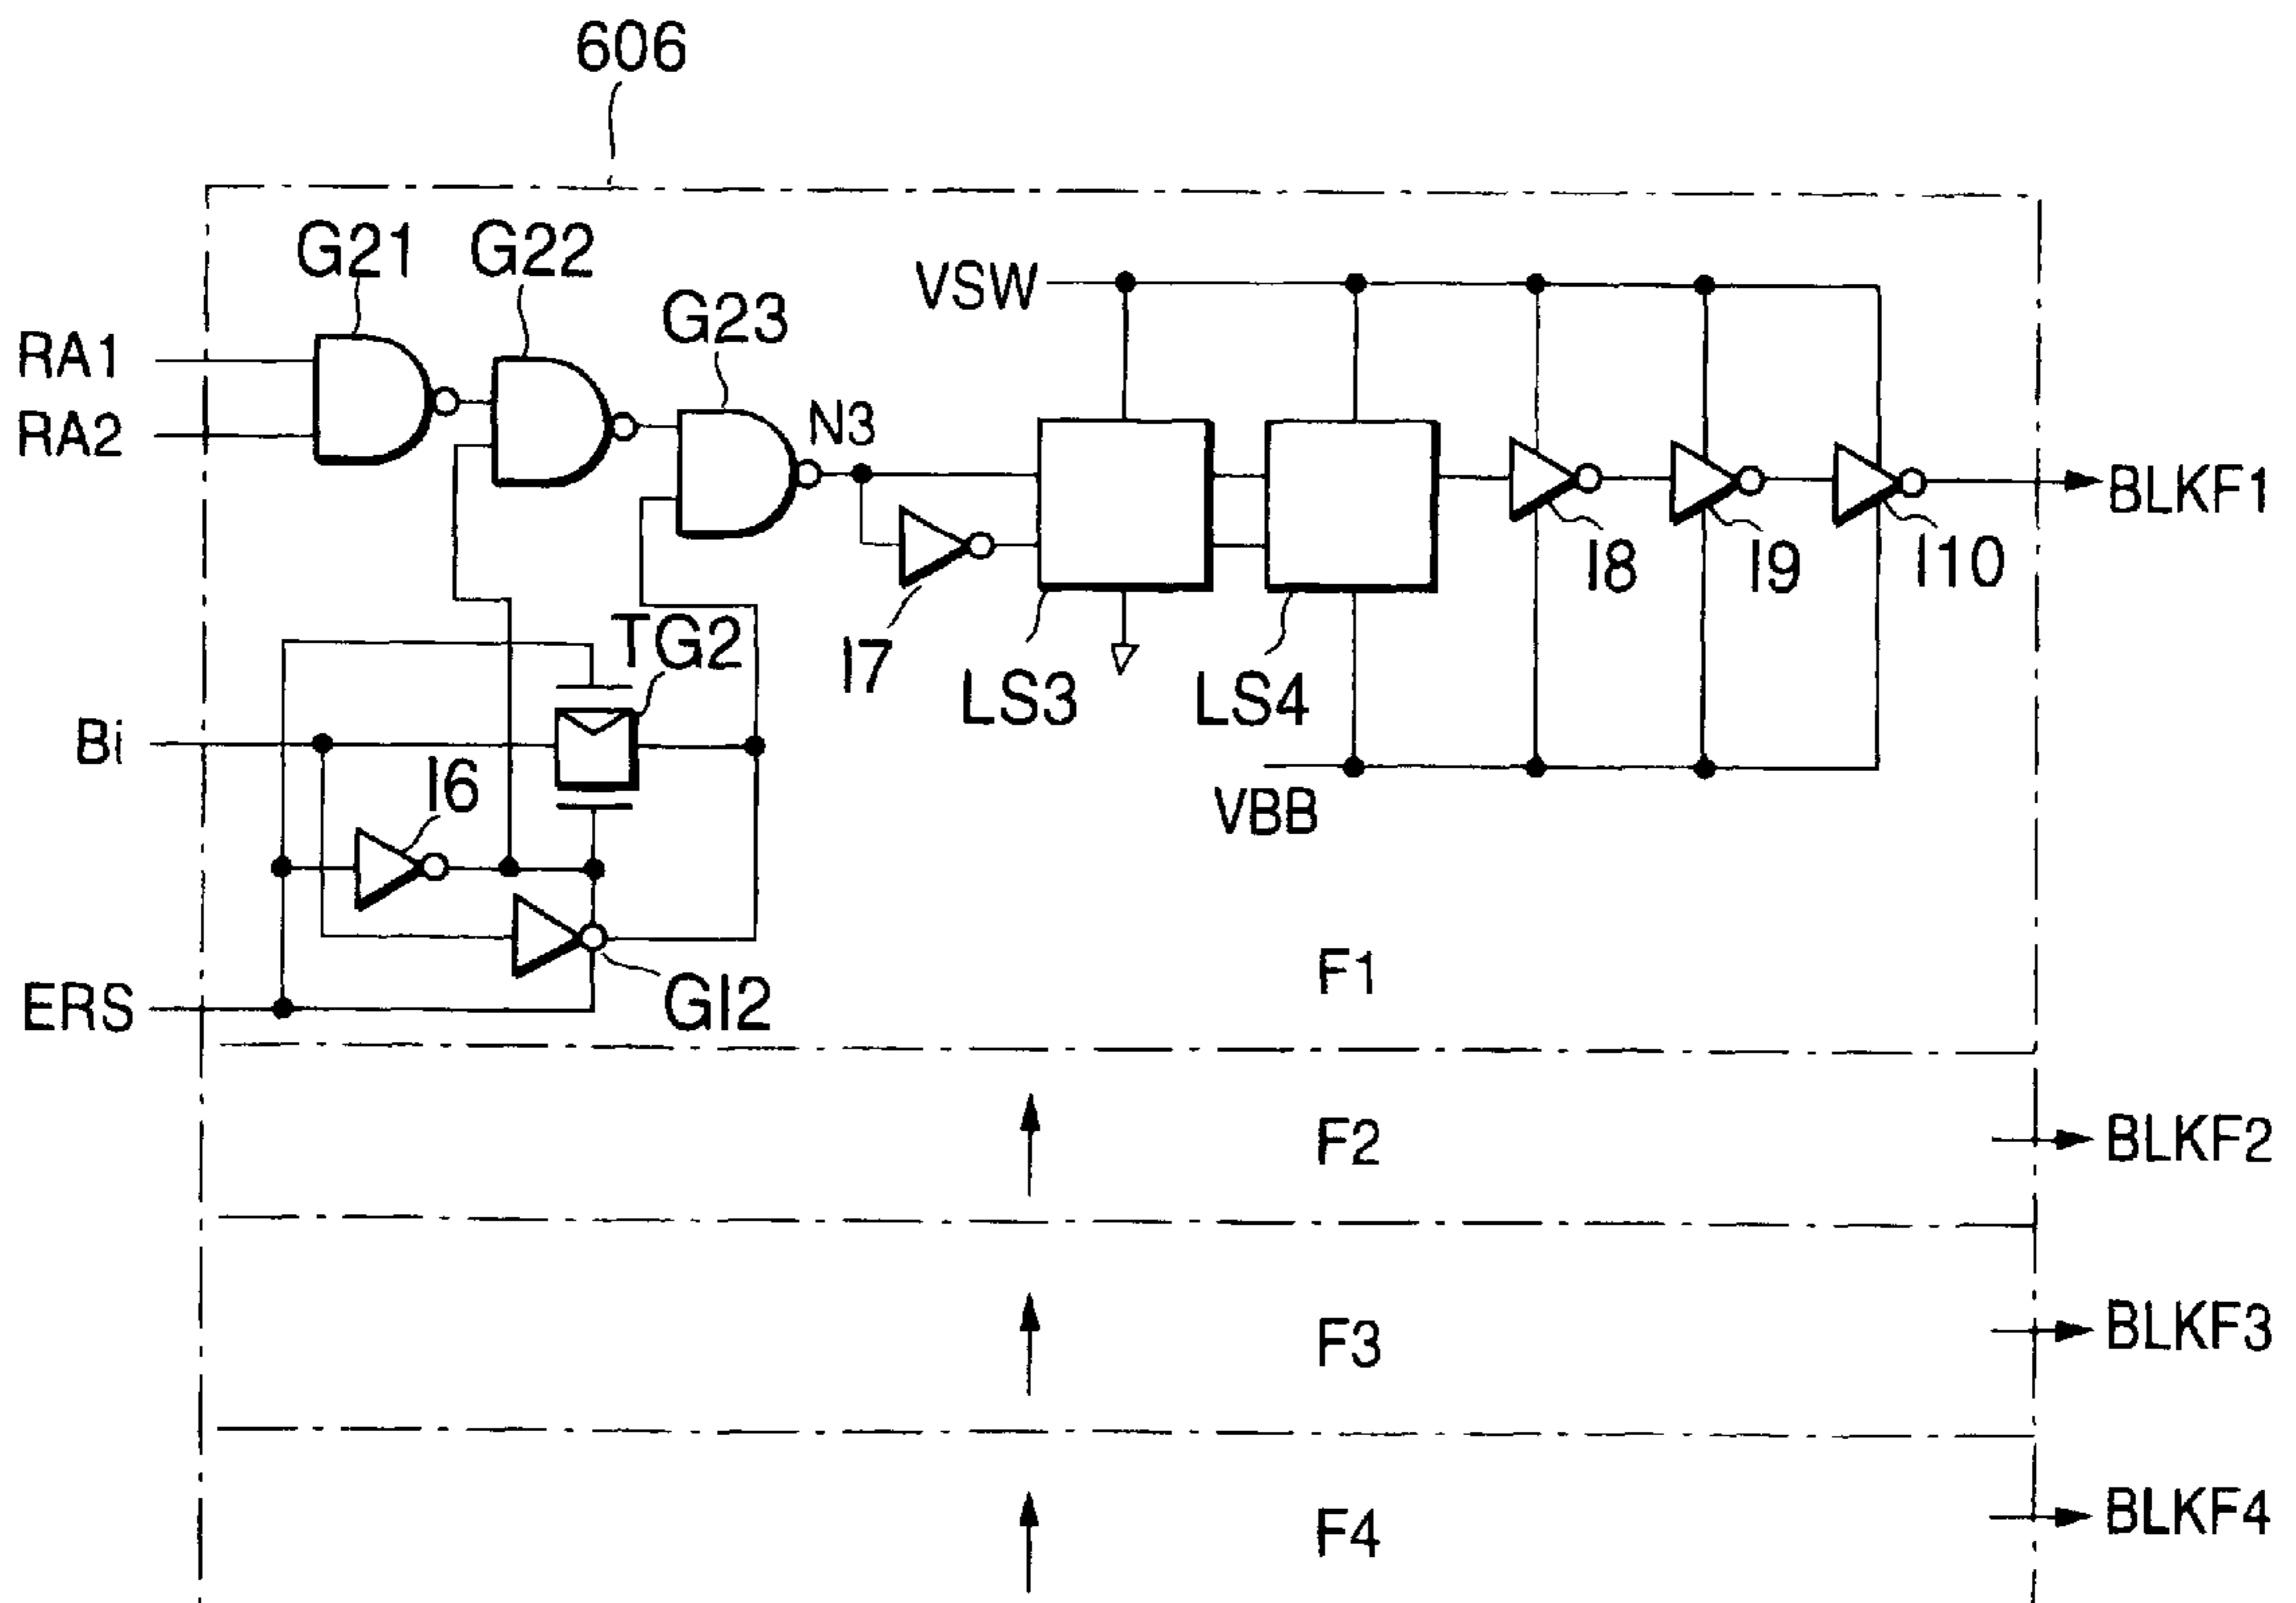 606
G21
G22
G23
VSW
RA1
RA2
N3
BLKF1
I8
I9
I10
TG2
I7
LS3
LS4
Bi
I6
VBB
F1
ERS
GI2
F2
BLKF2
F3
BLKF3
F4
BLKF4